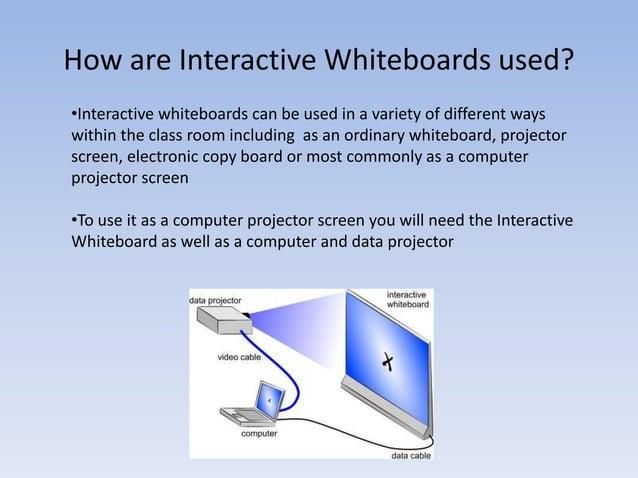 How are Interactive Whiteboards used?
•Interactive whiteboards can be used in a variety of different ways
within the class room including  as an ordinary whiteboard, projector
screen, electronic copy board or most commonly as a computer
projector screen
•To use it as a computer projector screen you will need the Interactive
Whiteboard as well as a computer and data projector
data projector
interactive
whiteboard
video cable
computer
data cable